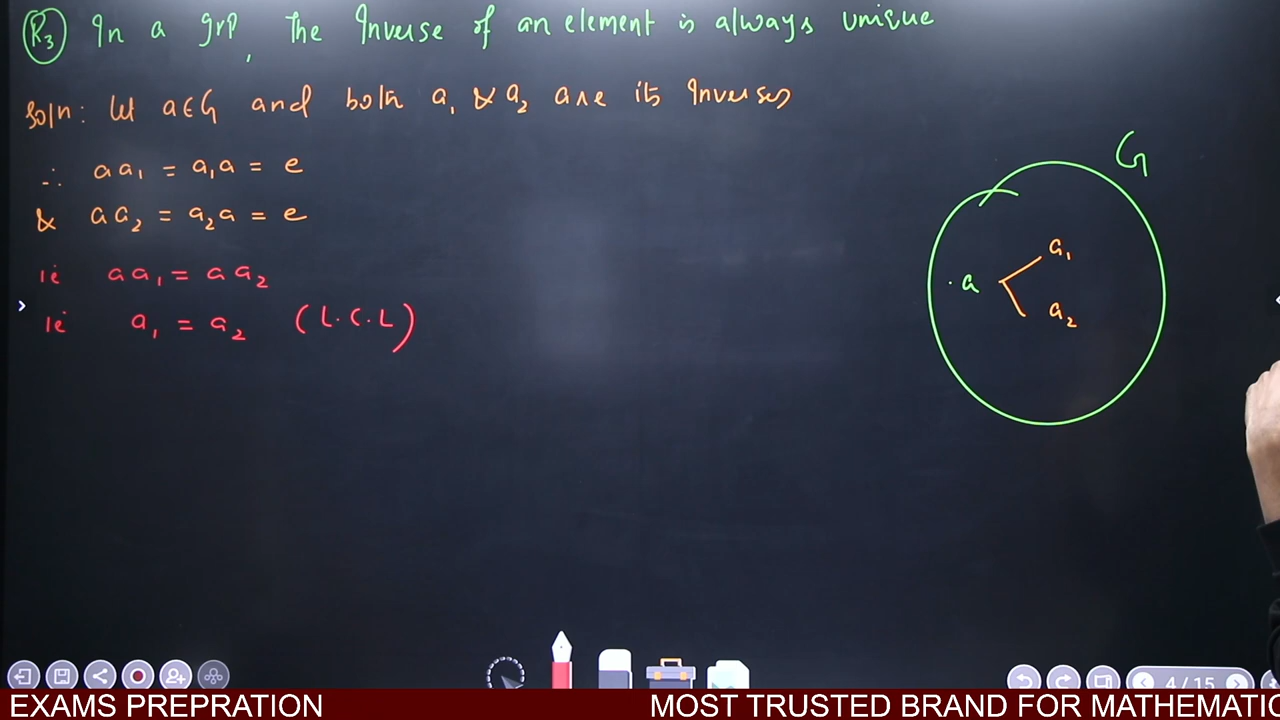 R₃ In a grp, The Inverse of an element is always unique
Soln: Let a∈G and both a₁ & a₂ are its Inverses
∴ aa₁ = a₁a = e
& aa₂ = a₂a = e
ie aa₁ = aa₂
ie a₁ = a₂ (L.C.L)
G
a₁
.a
a₂
4/15
EXAMS PREPRATION MOST TRUSTED BRAND FOR MATHEMATIC